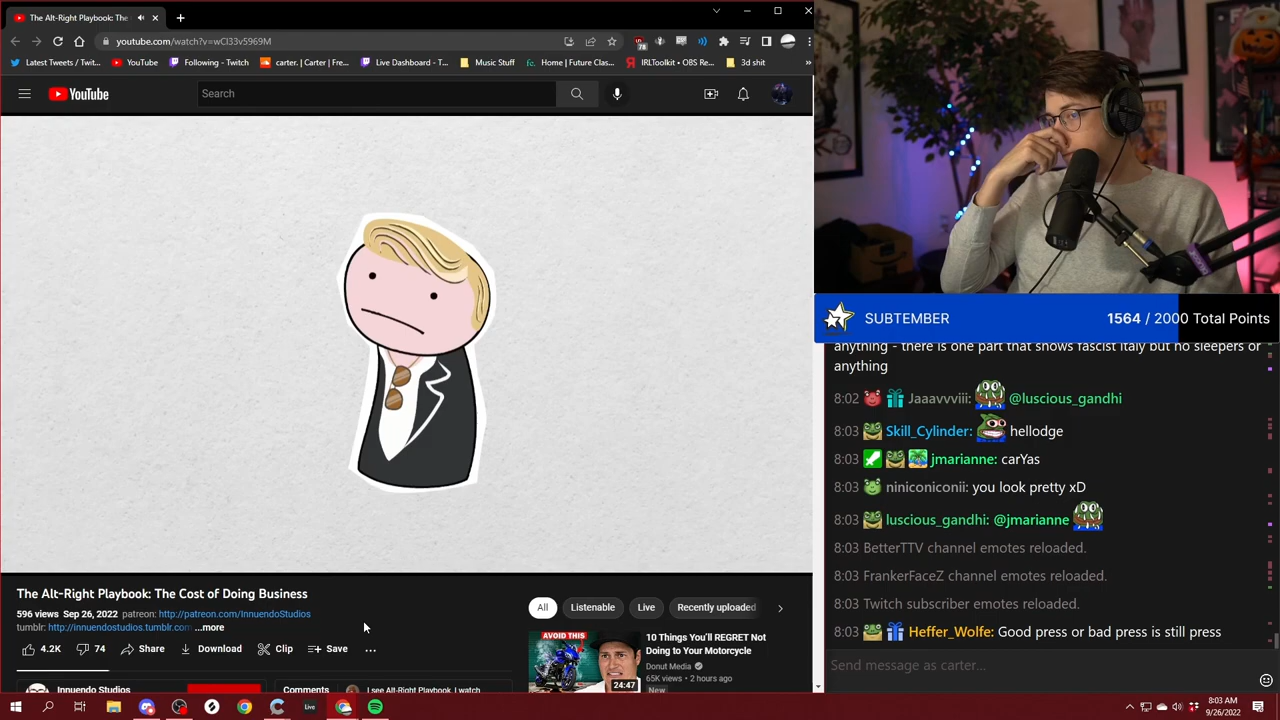 The Alt-Right Playbook: The
youtube.com/watch?v=wCl33v5969M
78
Latest Tweets / Twit...
YouTube
Following - Twitch
carter. | Carter | Fre...
Live Dashboard - T...
Music Stuff
Home | Future Clas...
IRLToolkit • OBS Re...
3d shit
»
YouTube
Search
SUBTEMBER
1564 / 2000 Total Points
anything - there is one part that shows fascist italy but no sleepers or
anything
8:02 Jaaavvviii: @luscious_gandhi
8:03 Skill_Cylinder: hellodge
8:03 jmarianne: carYas
8:03 niniconiconii: you look pretty xD
8:03 luscious_gandhi: @jmarianne
8:03 BetterTTV channel emotes reloaded.
8:03 FrankerFaceZ channel emotes reloaded.
8:03 Twitch subscriber emotes reloaded.
8:03 Heffer_Wolfe: Good press or bad press is still press
Send message as carter...
The Alt-Right Playbook: The Cost of Doing Business
596 views Sep 26, 2022 patreon: http://patreon.com/InnuendoStudios
tumblr: http://innuendostudios.tumblr.com ...more
4.2K
74
Share
Download
Clip
Save
...
All
Listenable
Live
Recently uploaded
AVOID THIS
24:47
10 Things You'll REGRET Not
Doing to Your Motorcycle
Donut Media
65K views • 2 hours ago
New
Innuendo Studios
Comments
I see Alt-Right Playbook, I watch
Live
8:03 AM
9/26/2022